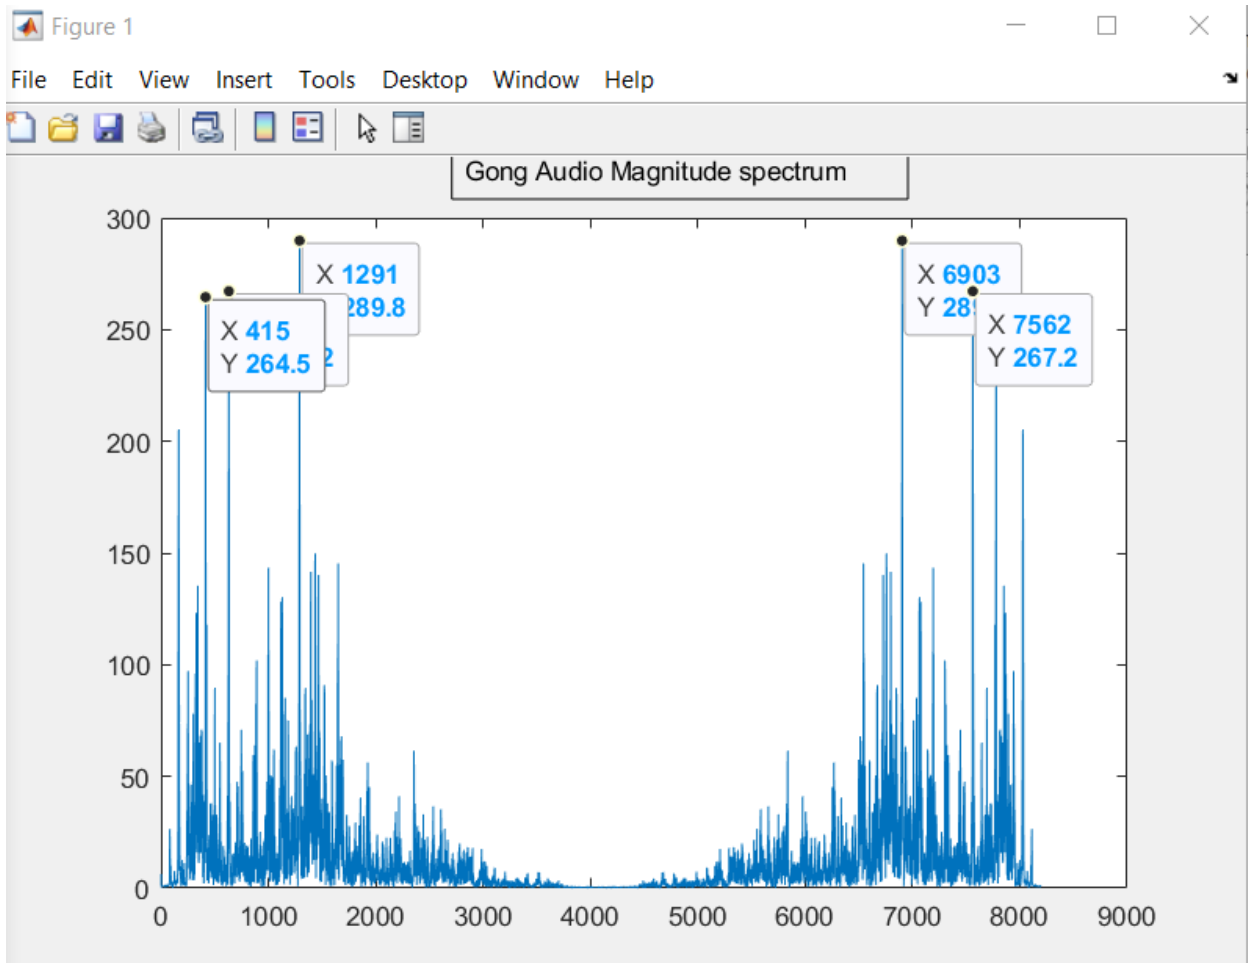 Figure 1
File Edit View Insert Tools Desktop Window Help
Gong Audio Magnitude spectrum
300
250
200
150
100
50
0
X 1291
289.8
X 415
Y 264.5
2
X 6903
Y 28
X 7562
Y 267.2
0 1000 2000 3000 4000 5000 6000 7000 8000 9000